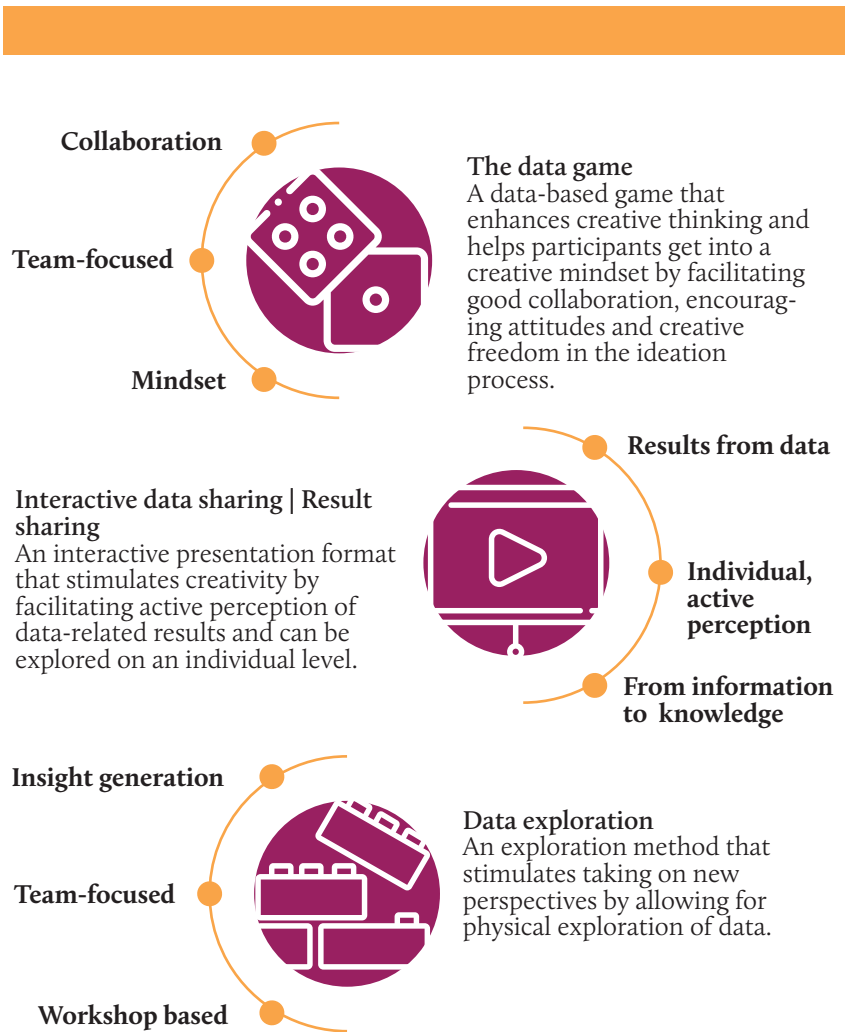 Collaboration
Team-focused
Mindset
The data game
A data-based game that
enhances creative thinking and
helps participants get into a
creative mindset by facilitating
good collaboration, encourag-
ing attitudes and creative
freedom in the ideation
process.
Interactive data sharing | Result
sharing
An interactive presentation format
that stimulates creativity by
facilitating active perception of
data-related results and can be
explored on an individual level.
Results from data
Individual,
active
perception
From information
to knowledge
Insight generation
Team-focused
Workshop based
Data exploration
An exploration method that
stimulates taking on new
perspectives by allowing for
physical exploration of data.